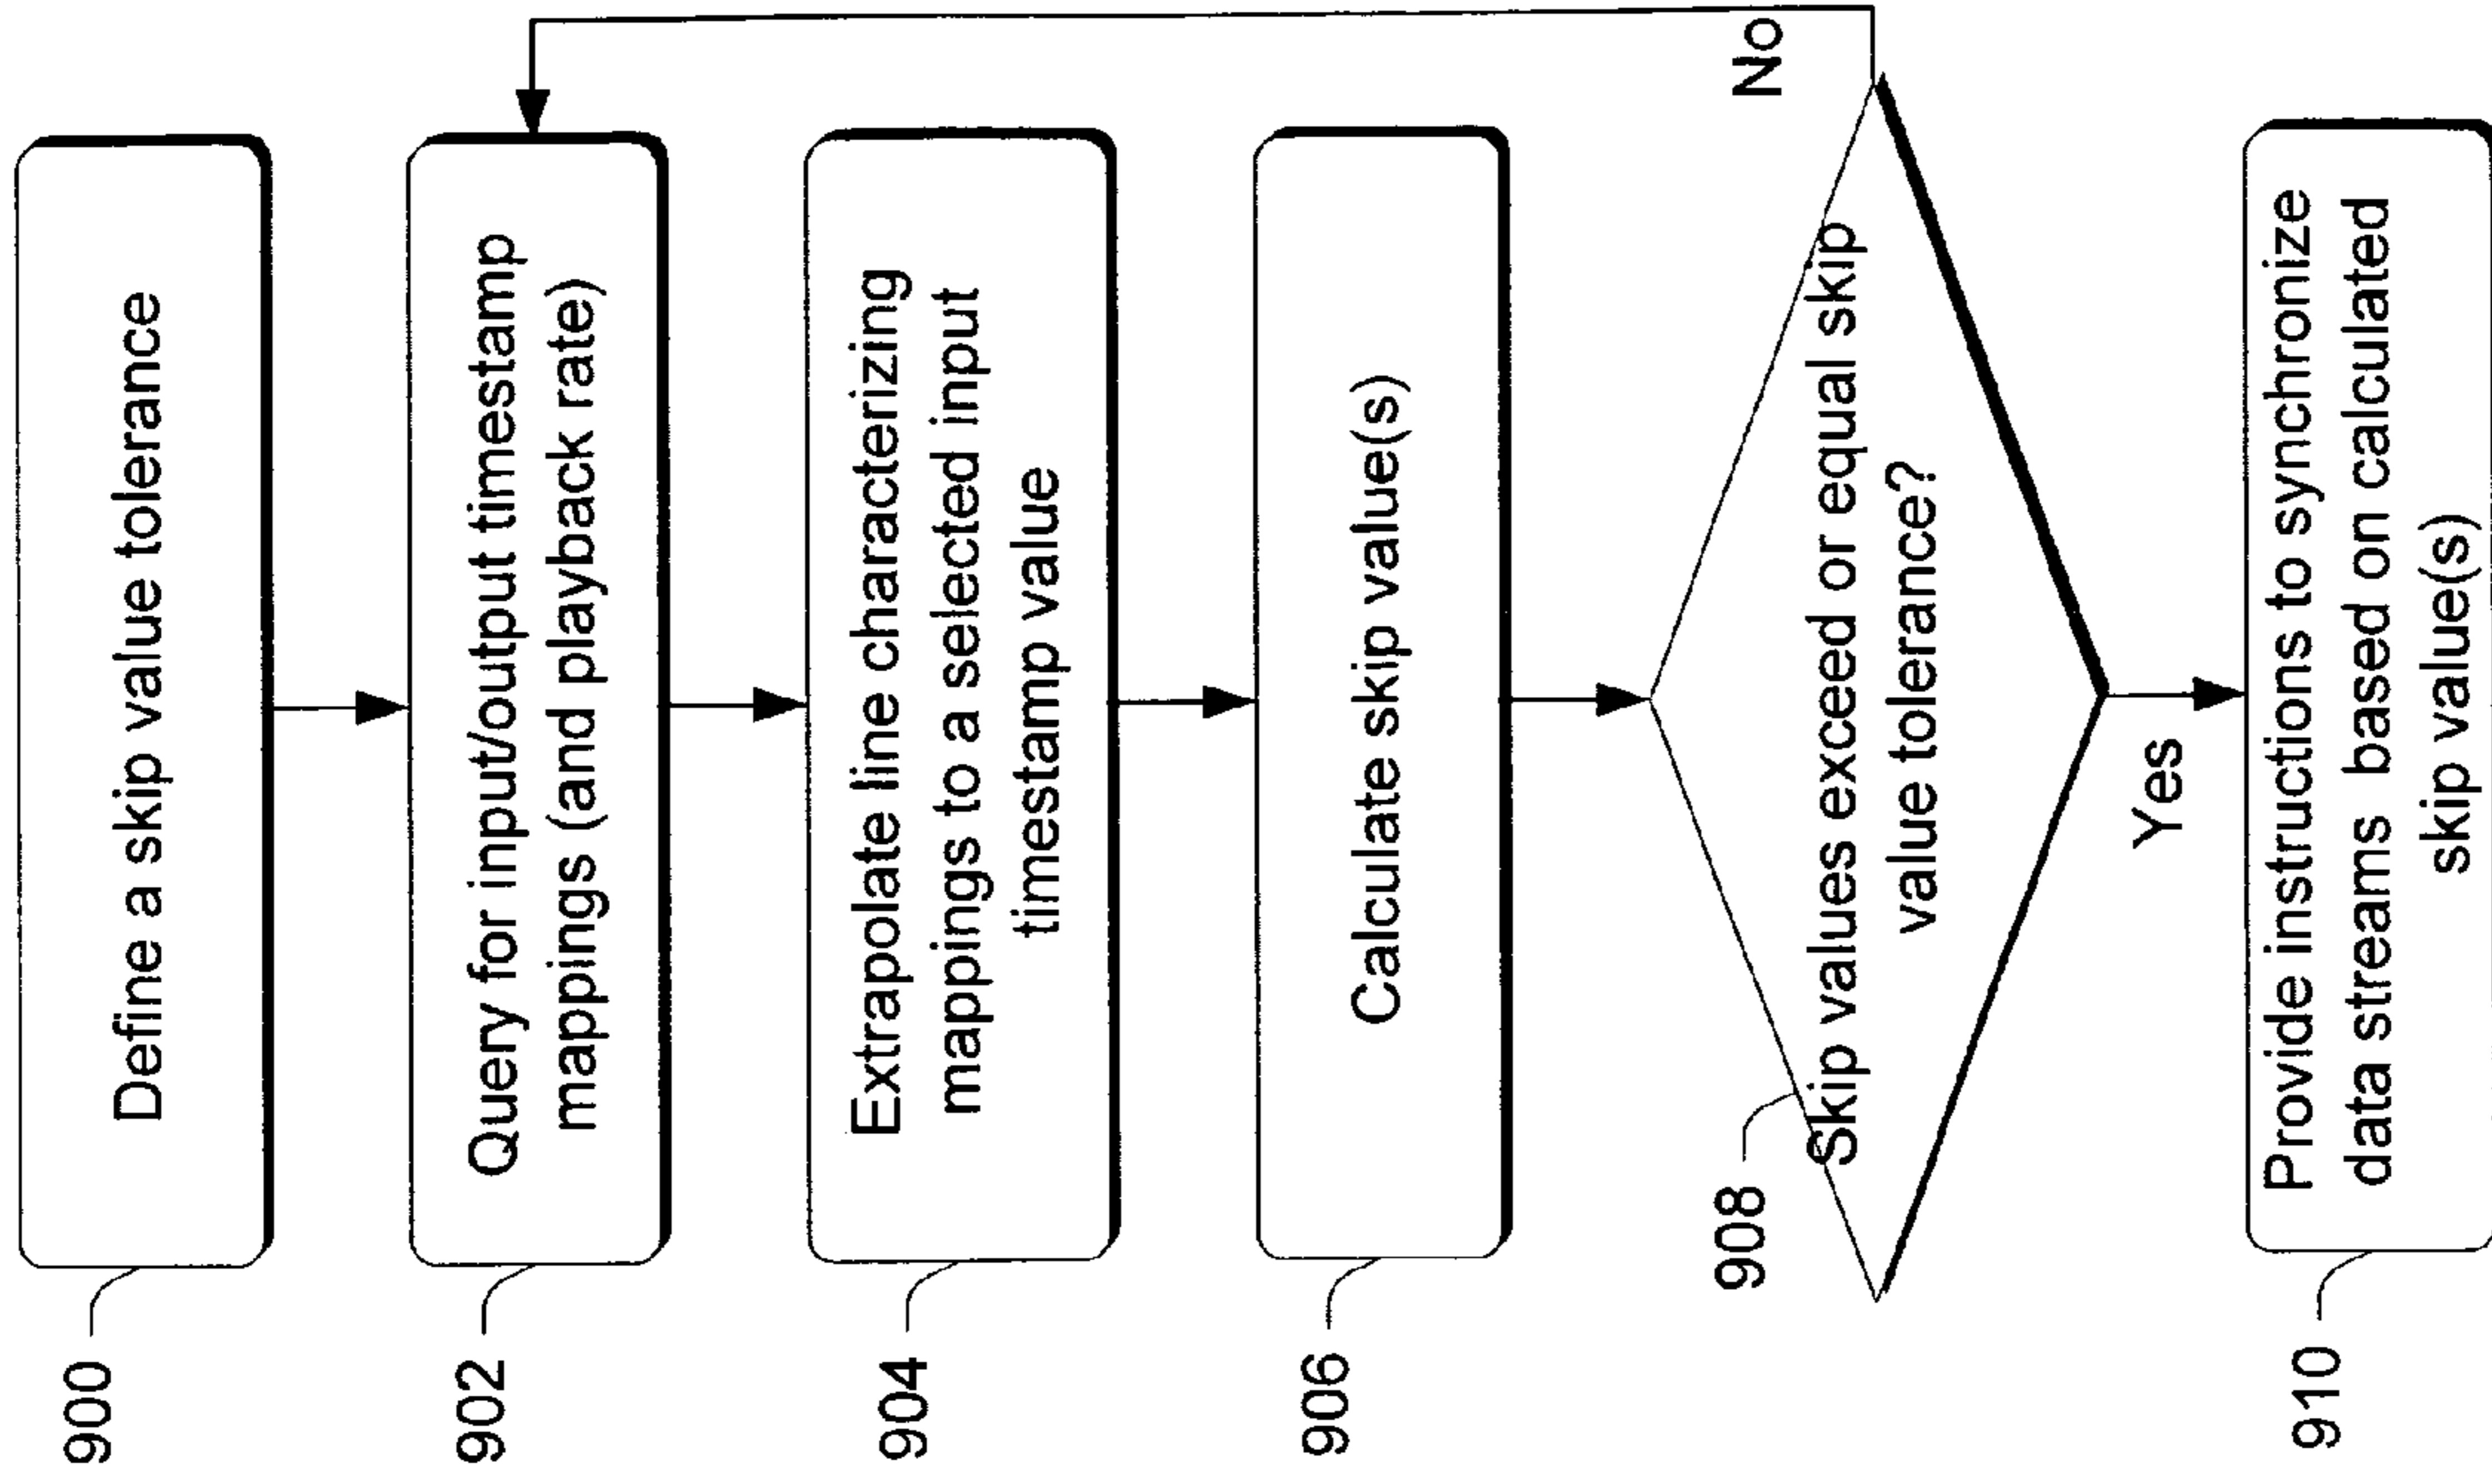 900
Define a skip value tolerance
902
Query for input/output timestamp
mappings (and playback rate)
904
Extrapolate line characterizing
mappings to a selected input
timestamp value
906
Calculate skip value(s)
908
Skip values exceed or equal skip
value tolerance?
No
Yes
910
Provide instructions to synchronize
data streams based on calculated
skip value(s)